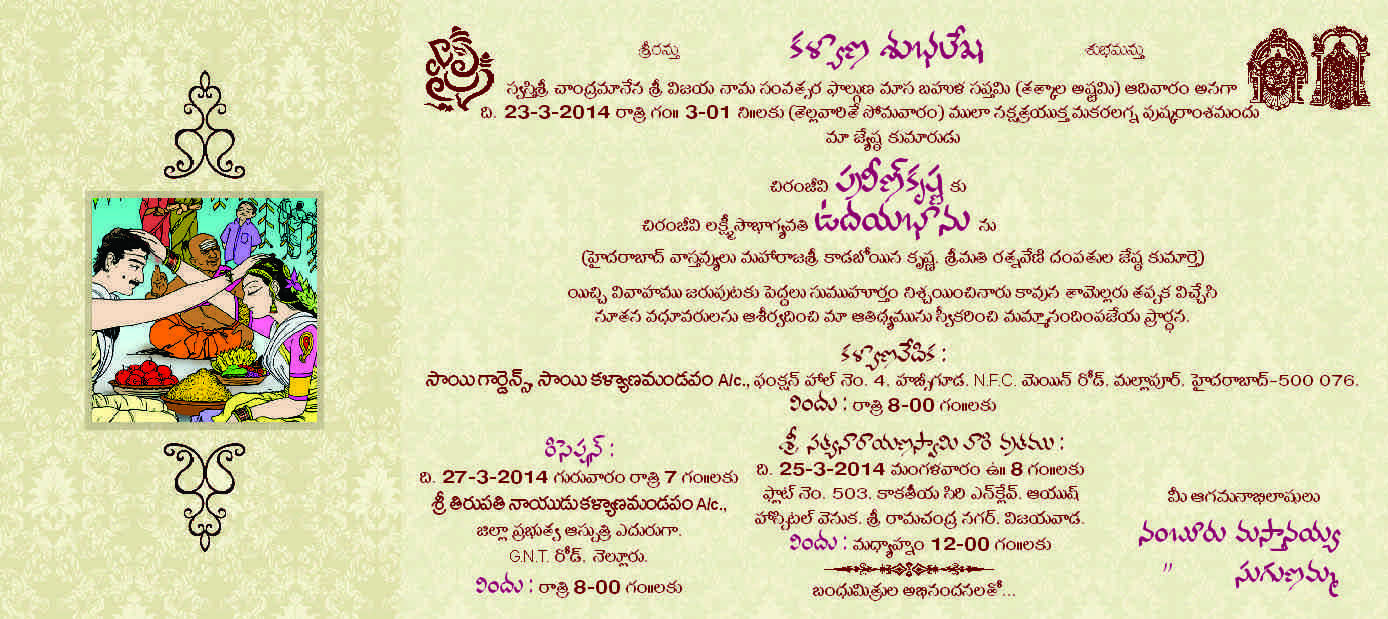 శ్రీరస్తు
కళ్యాణ శుభలేఖ
శుభమస్తు
స్వస్తిశ్రీ చాంద్రమానేన శ్రీ విజయ నామ సంవత్సర ఫాల్గుణ మాస బహుళ సప్తమి (తత్కాల అష్టమి) ఆదివారం అనగా
ది. 23-3-2014 రాత్రి గం॥ 3-01 ని॥లకు (తెల్లవారితే సోమవారం) మూలా నక్షత్రయుక్త మకరలగ్న పుష్కరాంశమందు
మా జ్యేష్ఠ కుమారుడు
చిరంజీవి ప్రవీణ్‌కృష్ణ కు
చిరంజీవి లక్ష్మీసౌభాగ్యవతి ఉదయభాను ను
(హైదరాబాద్ వాస్తవ్యులు మహారాజశ్రీ కాడబోయిన కృష్ణ, శ్రీమతి రత్నవేణి దంపతుల జేష్ఠ కుమార్తె)
యిచ్చి వివాహము జరుపుటకు పెద్దలు సుముహూర్తం నిశ్చయించినారు కావున తామెల్లరు తప్పక విచ్చేసి
నూతన వధూవరులను ఆశీర్వదించి మా ఆతిథ్యమును స్వీకరించి మమ్మానందింపజేయ ప్రార్థన.
కళ్యాణవేదిక :
సాయి గార్డెన్స్, సాయి కళ్యాణమండపం A/c., ఫంక్షన్ హాల్ నెం. 4, హబ్సిగూడ, N.F.C. మెయిన్ రోడ్, మల్లాపూర్, హైదరాబాద్-500 076.
విందు : రాత్రి 8-00 గం॥లకు
రిసెప్షన్ :
ది. 27-3-2014 గురువారం రాత్రి 7 గం॥లకు
శ్రీ తిరుపతి నాయుడు కళ్యాణమండపం A/c.,
జిల్లా ప్రభుత్వ ఆస్పత్రి ఎదురుగా,
G.N.T. రోడ్, నెల్లూరు.
విందు : రాత్రి 8-00 గం॥లకు
శ్రీ సత్యనారాయణస్వామి వారి వ్రతము :
ది. 25-3-2014 మంగళవారం ఉ॥ 8 గం॥లకు
ఫ్లాట్ నెం. 503, కాకతీయ సిరి ఎన్‌క్లేవ్, ఆయుష్
హాస్పిటల్ వెనుక, శ్రీ రామచంద్ర నగర్, విజయవాడ.
విందు : మధ్యాహ్నం 12-00 గం॥లకు
బంధుమిత్రుల అభినందనలతో...
మీ ఆగమనాభిలాషులు
నంబూరు మస్తానయ్య
" సుగుణమ్మ